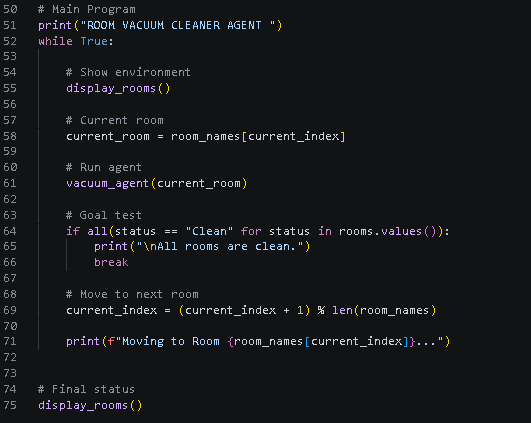 50 # Main Program
51 print("ROOM VACUUM CLEANER AGENT ")
52 while True:
53
54     # Show environment
55     display_rooms()
56
57     # Current room
58     current_room = room_names[current_index]
59
60     # Run agent
61     vacuum_agent(current_room)
62
63     # Goal test
64     if all(status == "Clean" for status in rooms.values()):
65         print("\nAll rooms are clean.")
66         break
67
68     # Move to next room
69     current_index = (current_index + 1) % len(room_names)
70
71     print(f"Moving to Room {room_names[current_index]}...")
72
73
74 # Final status
75 display_rooms()